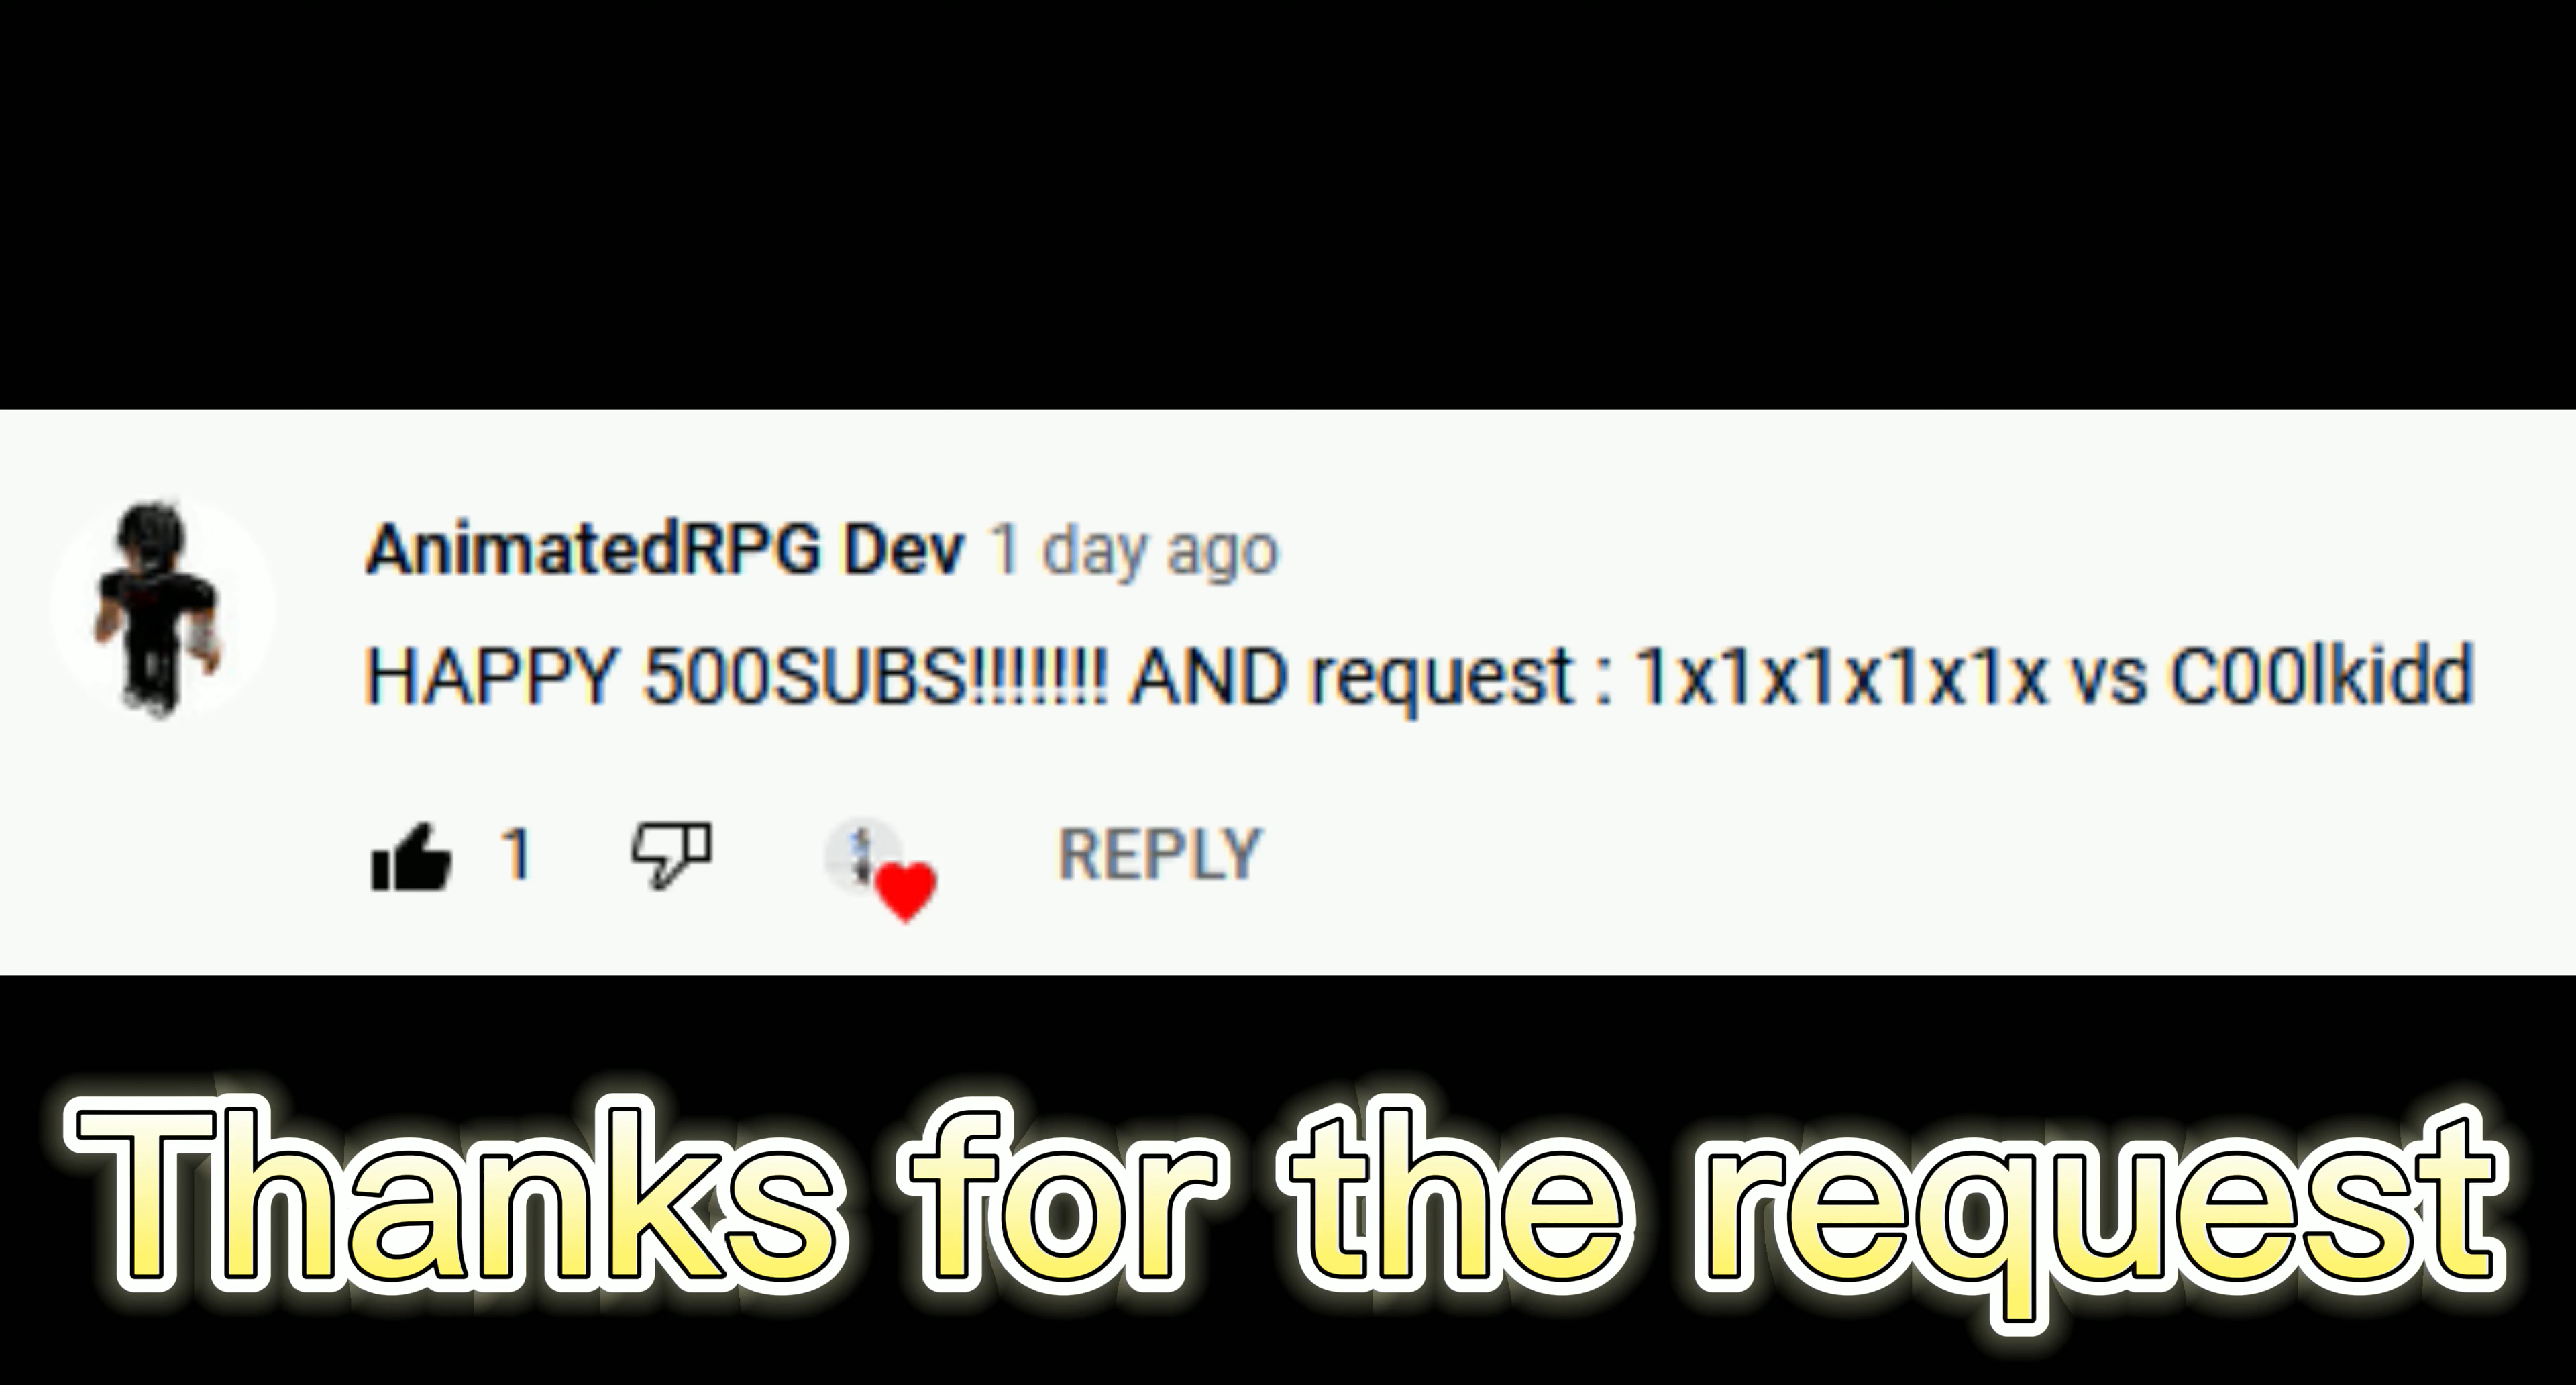 AnimatedRPG Dev 1 day ago
HAPPY 500SUBS!!!!!!! AND request : 1x1x1x1x1x vs C00lkidd
1 REPLY
Thanks for the request